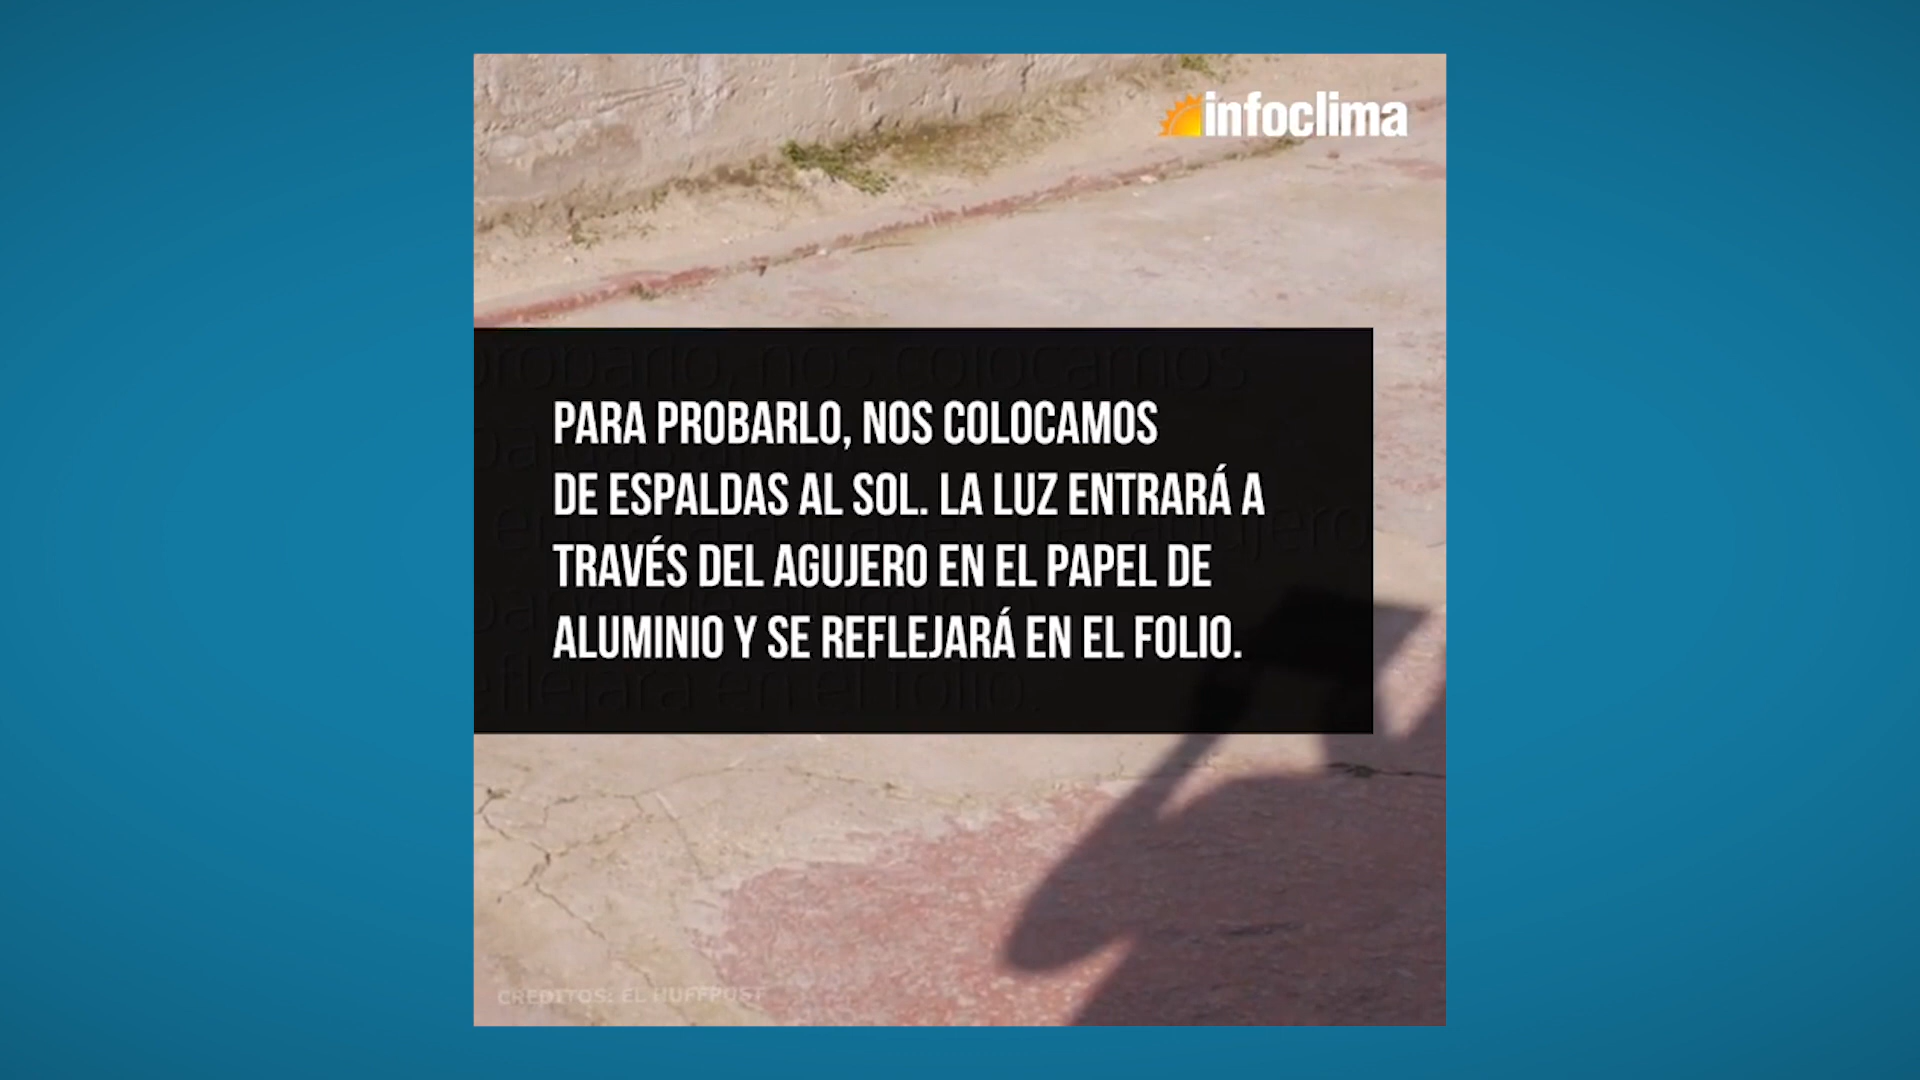 infoclima
PARA PROBARLO, NOS COLOCAMOS
DE ESPALDAS AL SOL. LA LUZ ENTRARÁ A
TRAVÉS DEL AGUJERO EN EL PAPEL DE
ALUMINIO Y SE REFLEJARÁ EN EL FOLIO.
CREDITOS: EL HUFFPOST